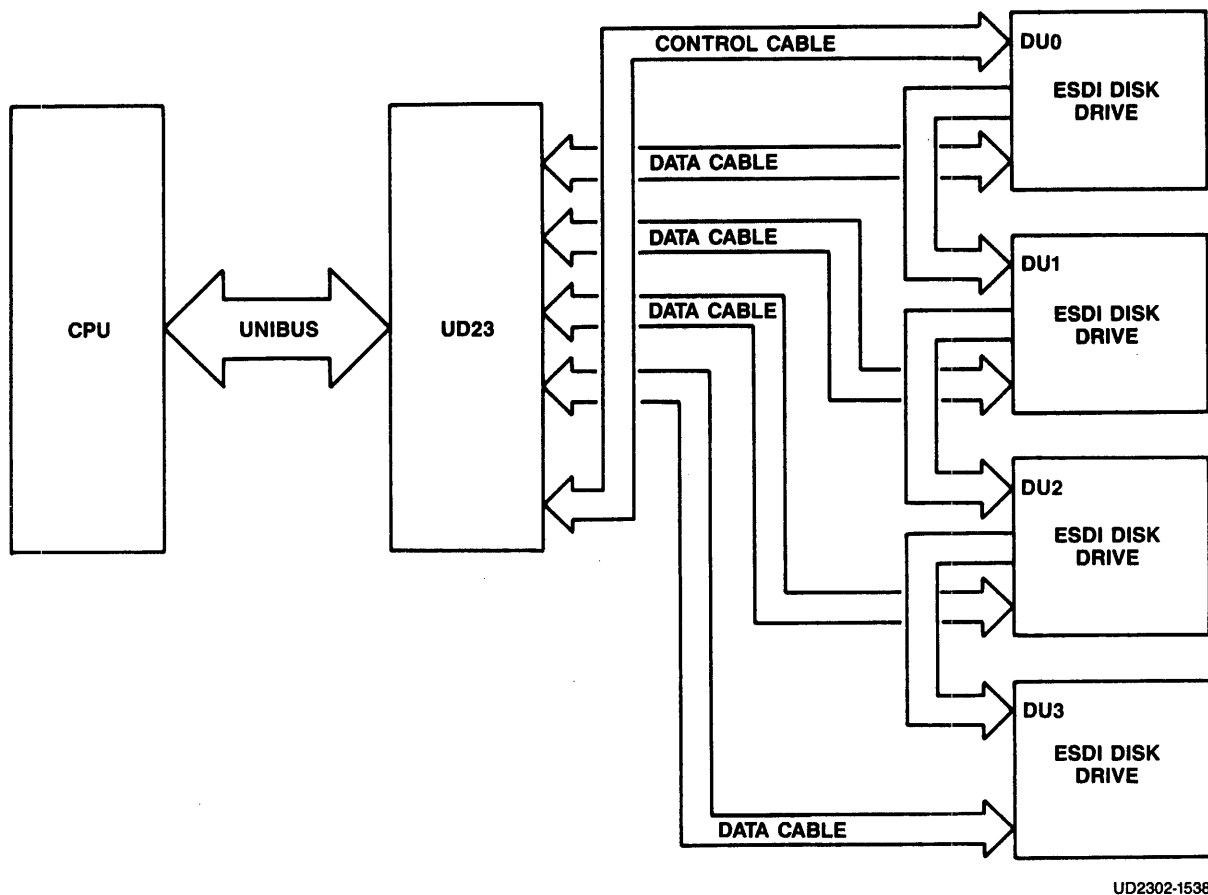 CONTROL CABLE
DU0
ESDI DISK
DRIVE
DATA CABLE
DATA CABLE
DU1
ESDI DISK
DRIVE
DATA CABLE
CPU
UNIBUS
UD23
DU2
ESDI DISK
DRIVE
DU3
ESDI DISK
DRIVE
DATA CABLE
UD2302-1538